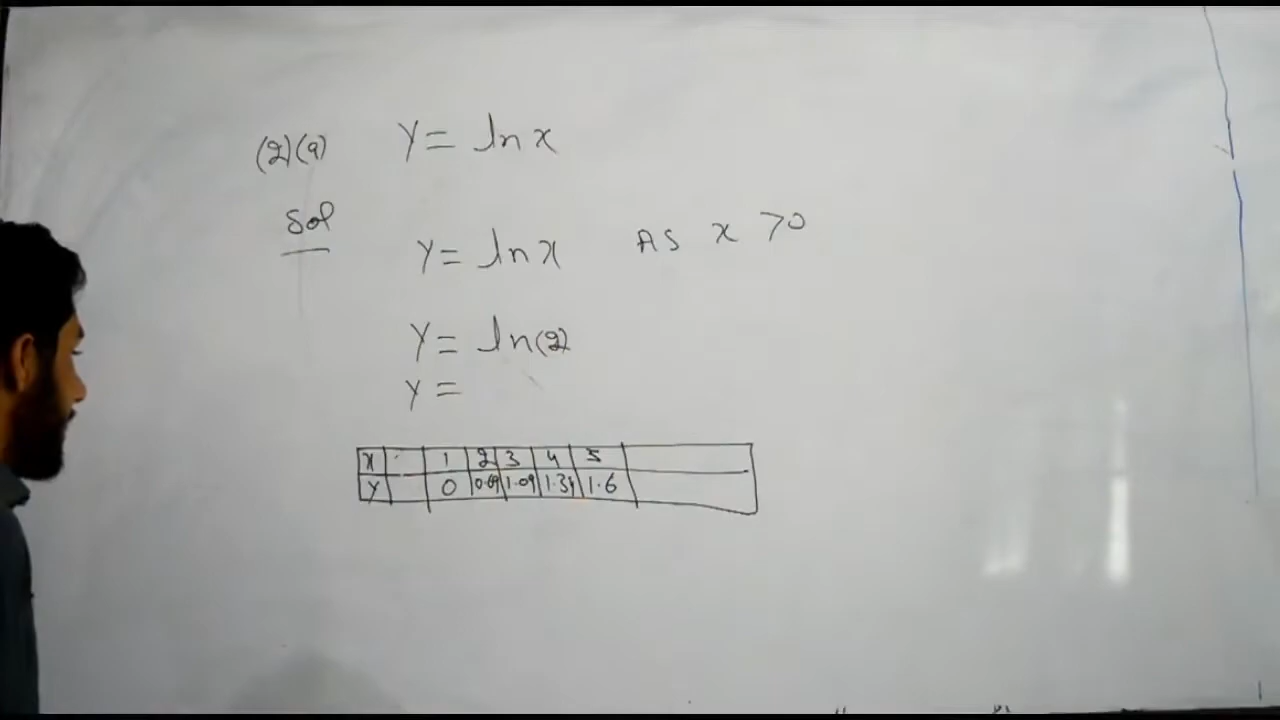 (2)(a) y = ln x
Sol
y = ln x As x > 0
y = ln(2)
y =
x 1 2 3 4 5
y 0 0.69 1.09 1.34 1.6